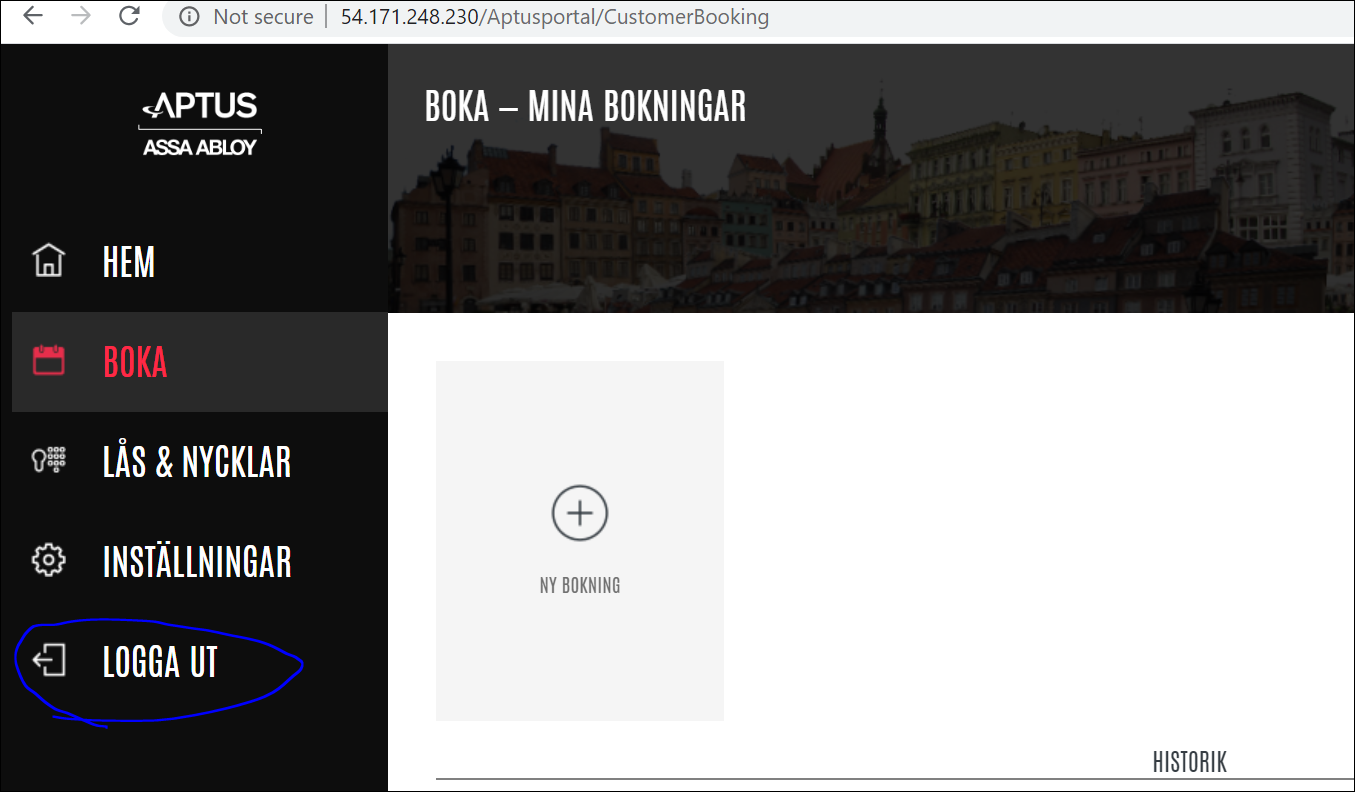 Not secure | 54.171.248.230/Aptusportal/CustomerBooking
APTUS
ASSA ABLOY
BOKA – MINA BOKNINGAR
HEM
BOKA
LÅS & NYCKLAR
INSTÄLLNINGAR
LOGGA UT
NY BOKNING
HISTORIK